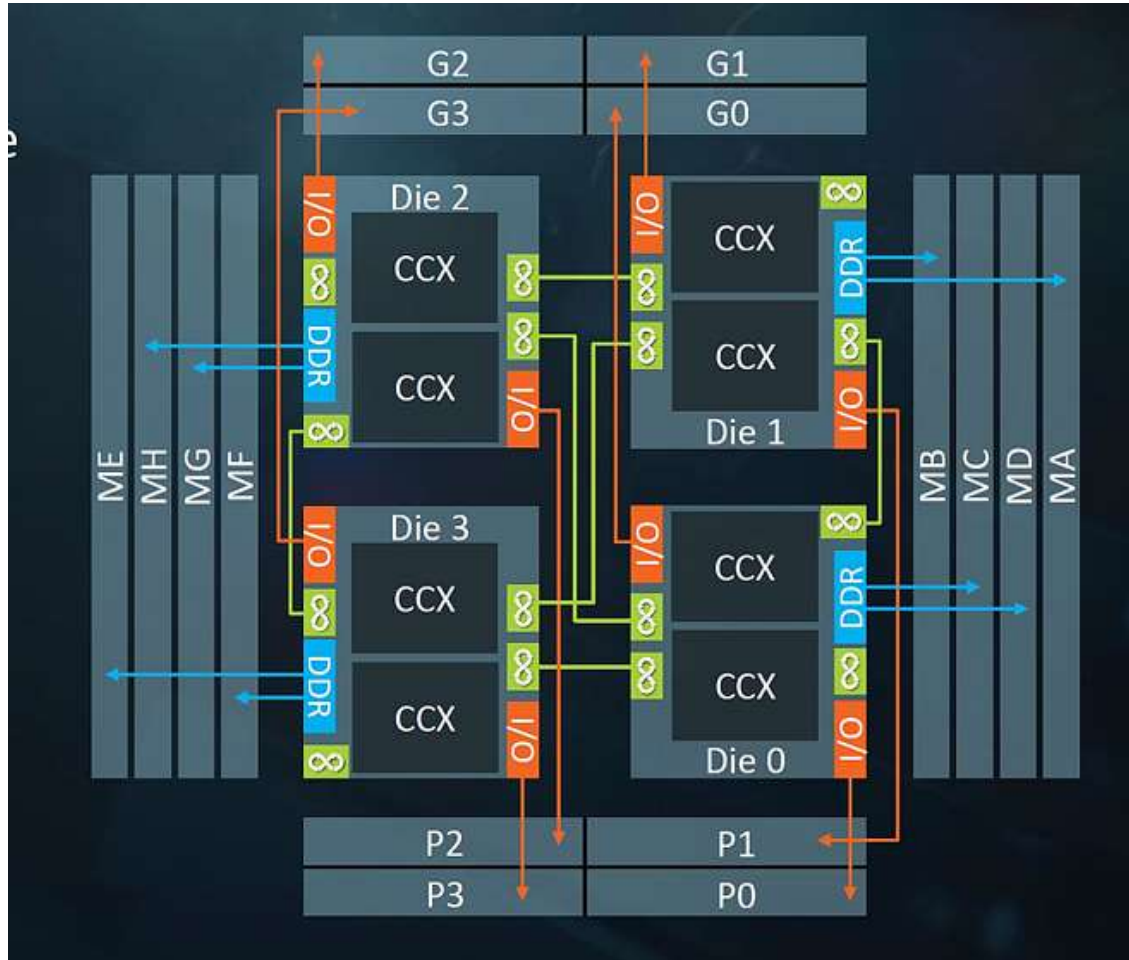 G2
G1
G3
G0
Die 2
I/O
∞
DDR
∞
CCX
CCX
∞
∞
I/O
I/O
∞
∞
CCX
CCX
Die 1
∞
DDR
∞
I/O
ME
MH
MG
MF
MB
MC
MD
MA
Die 3
I/O
∞
DDR
∞
CCX
CCX
∞
∞
I/O
I/O
∞
∞
CCX
CCX
Die 0
∞
DDR
∞
I/O
P2
P1
P3
P0